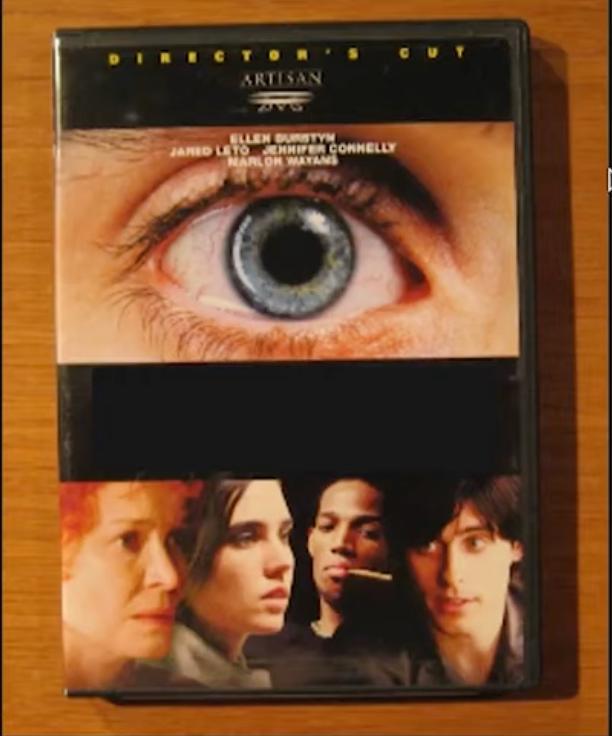 DIRECTOR'S CUT
ARTISAN
ELLEN BURSTYN
JARED LETO JENNIFER CONNELLY
MARLON WAYANS